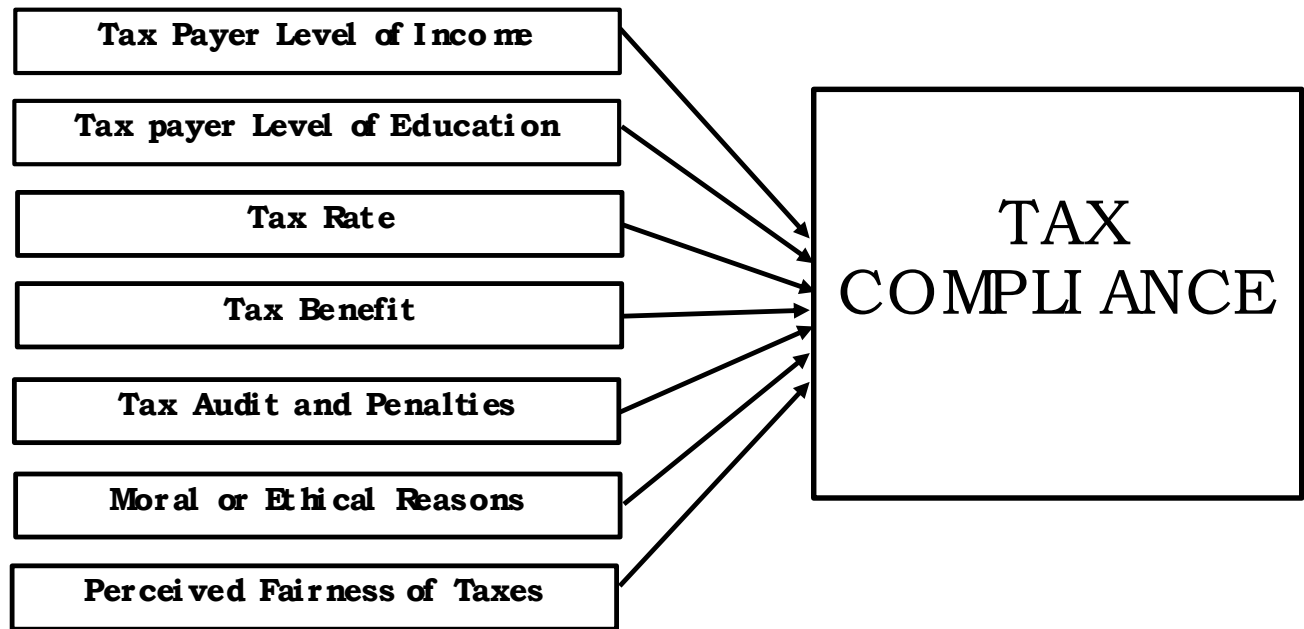 Tax Payer Level of Income
Tax payer Level of Education
Tax Rate
Tax Benefit
Tax Audit and Penalties
Moral or Ethical Reasons
Perceived Fairness of Taxes
TAX
COMPLIANCE